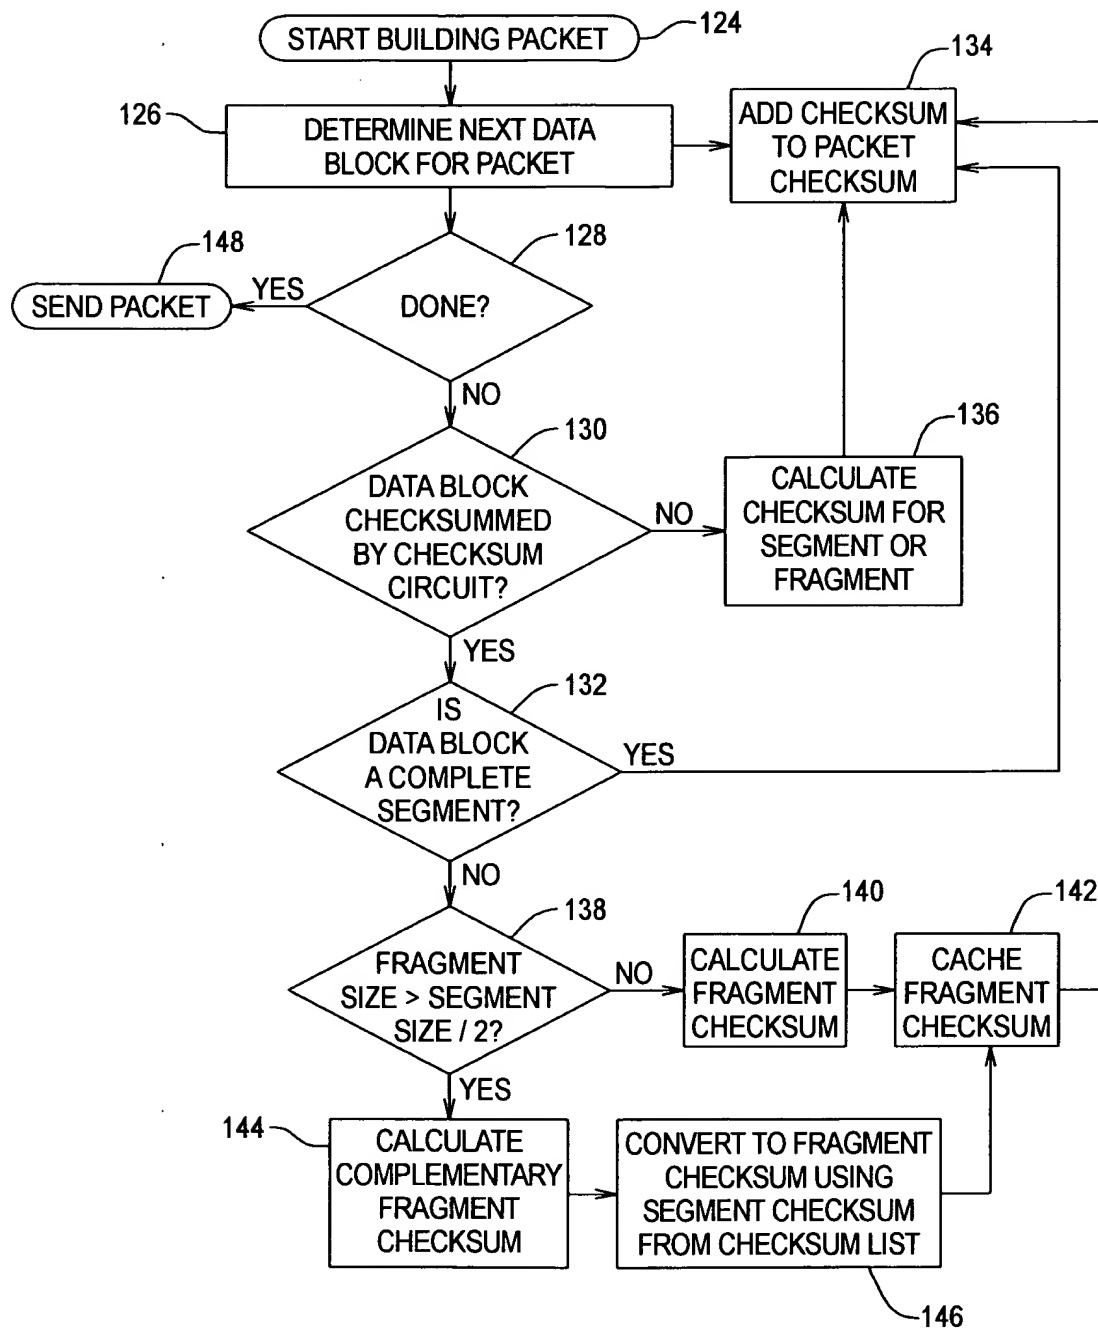 START BUILDING PACKET
124
126
DETERMINE NEXT DATA
BLOCK FOR PACKET
134
ADD CHECKSUM
TO PACKET
CHECKSUM
128
DONE?
YES
148
SEND PACKET
NO
130
DATA BLOCK
CHECKSUMMED
BY CHECKSUM
CIRCUIT?
NO
136
CALCULATE
CHECKSUM FOR
SEGMENT OR
FRAGMENT
YES
132
IS
DATA BLOCK
A COMPLETE
SEGMENT?
YES
NO
138
FRAGMENT
SIZE > SEGMENT
SIZE / 2?
NO
140
CALCULATE
FRAGMENT
CHECKSUM
142
CACHE
FRAGMENT
CHECKSUM
YES
144
CALCULATE
COMPLEMENTARY
FRAGMENT
CHECKSUM
CONVERT TO FRAGMENT
CHECKSUM USING
SEGMENT CHECKSUM
FROM CHECKSUM LIST
146